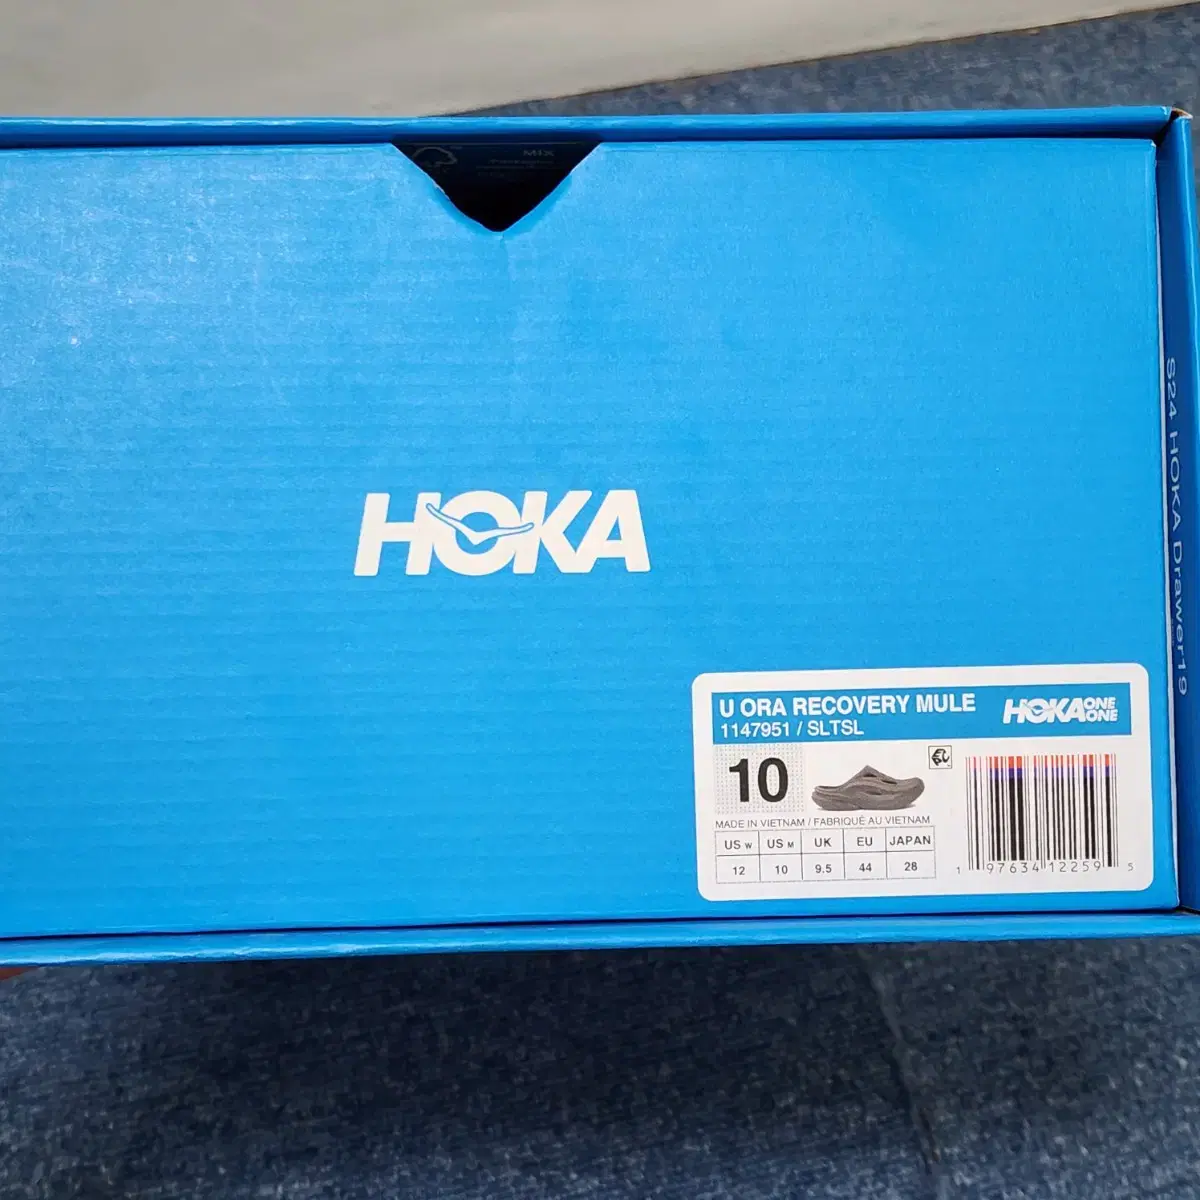 MIX
HOKA
S24 HOKA Drawer19
U ORA RECOVERY MULE
1147951 / SLTSL
HOKA ONE ONE
10
MADE IN VIETNAM / FABRIQUÉ AU VIETNAM
US W US M UK EU JAPAN
12 10 9.5 44 28
1 97634 12259 5